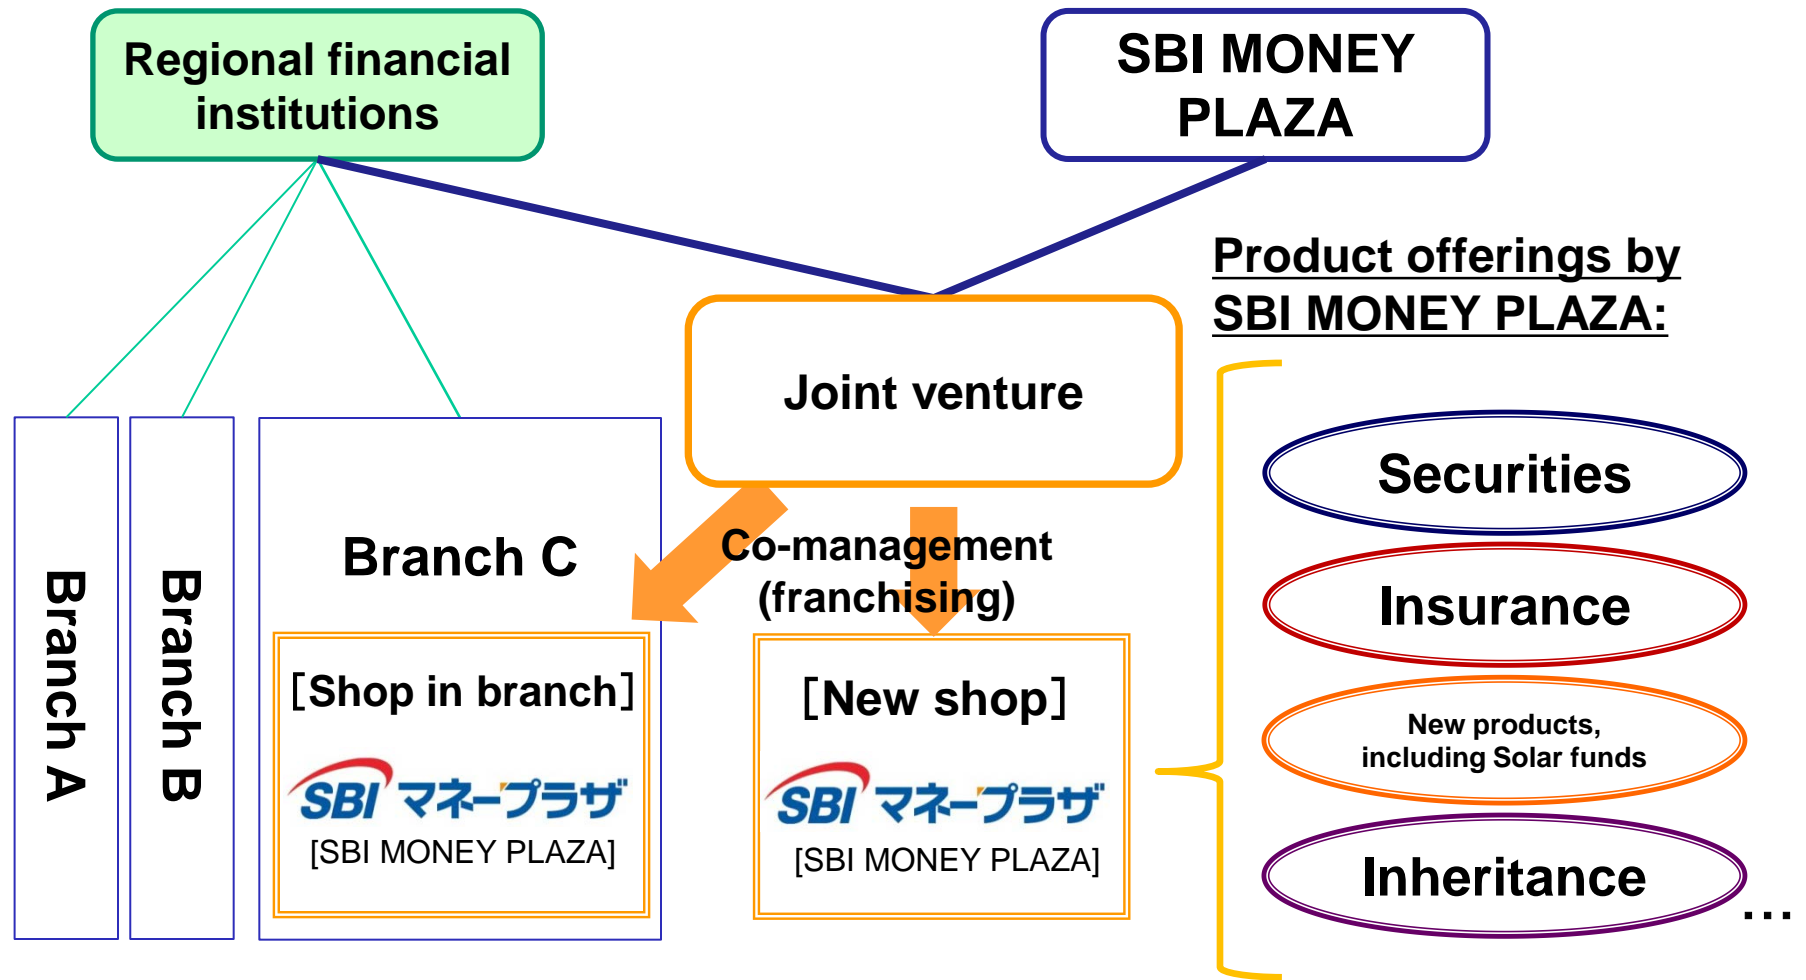 Regional financial
institutions
SBI MONEY
PLAZA
Product offerings by
SBI MONEY PLAZA:
Joint venture
Co-management
(franchising)
Branch A
Branch B
Branch C
[Shop in branch]
SBI マネープラザ
[SBI MONEY PLAZA]
[New shop]
SBI マネープラザ
[SBI MONEY PLAZA]
Securities
Insurance
New products,
including Solar funds
Inheritance
…